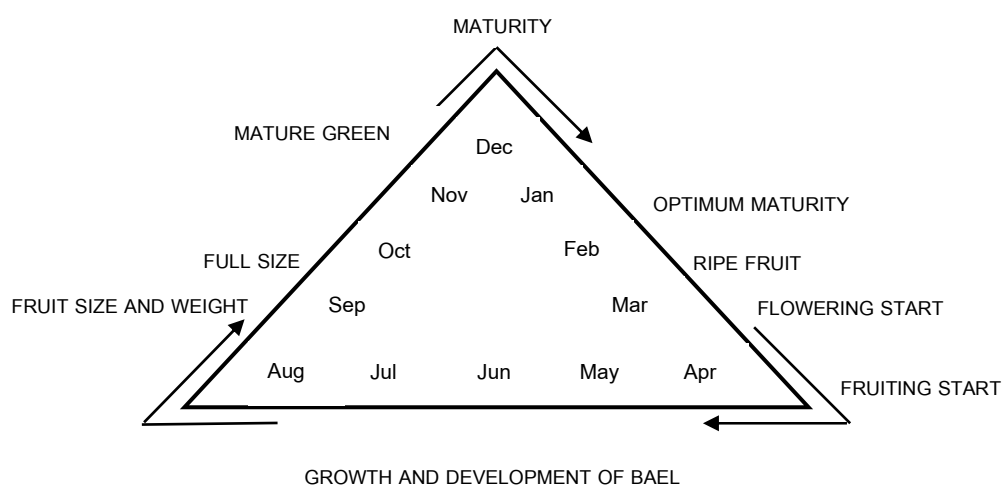 MATURITY
MATURE GREEN
Dec
Nov Jan
OPTIMUM MATURITY
Oct Feb
FULL SIZE
RIPE FRUIT
FRUIT SIZE AND WEIGHT
Sep Mar
FLOWERING START
Aug Jul Jun May Apr
FRUITING START
GROWTH AND DEVELOPMENT OF BAEL